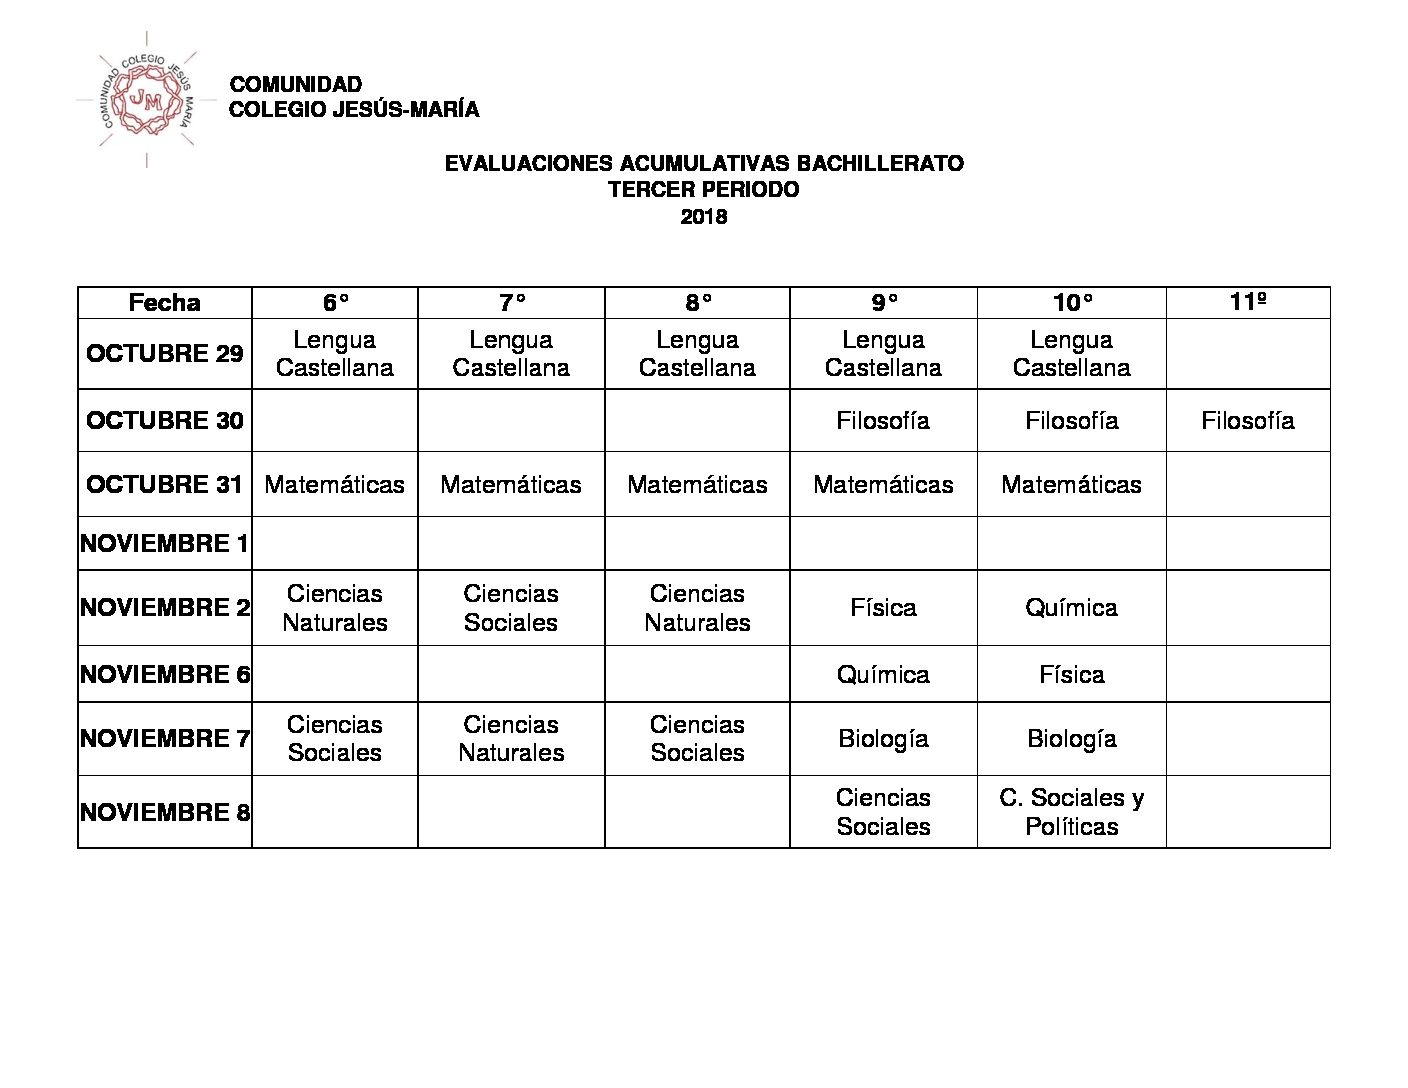 COMUNIDAD COLEGIO JESÚS MARÍA
JM
COMUNIDAD
COLEGIO JESÚS-MARÍA
EVALUACIONES ACUMULATIVAS BACHILLERATO
TERCER PERIODO
2018
Fecha 6° 7° 8° 9° 10° 11º
OCTUBRE 29 Lengua Castellana Lengua Castellana Lengua Castellana Lengua Castellana Lengua Castellana
OCTUBRE 30 Filosofía Filosofía Filosofía
OCTUBRE 31 Matemáticas Matemáticas Matemáticas Matemáticas Matemáticas
NOVIEMBRE 1
NOVIEMBRE 2 Ciencias Naturales Ciencias Sociales Ciencias Naturales Física Química
NOVIEMBRE 6 Química Física
NOVIEMBRE 7 Ciencias Sociales Ciencias Naturales Ciencias Sociales Biología Biología
NOVIEMBRE 8 Ciencias Sociales C. Sociales y Políticas